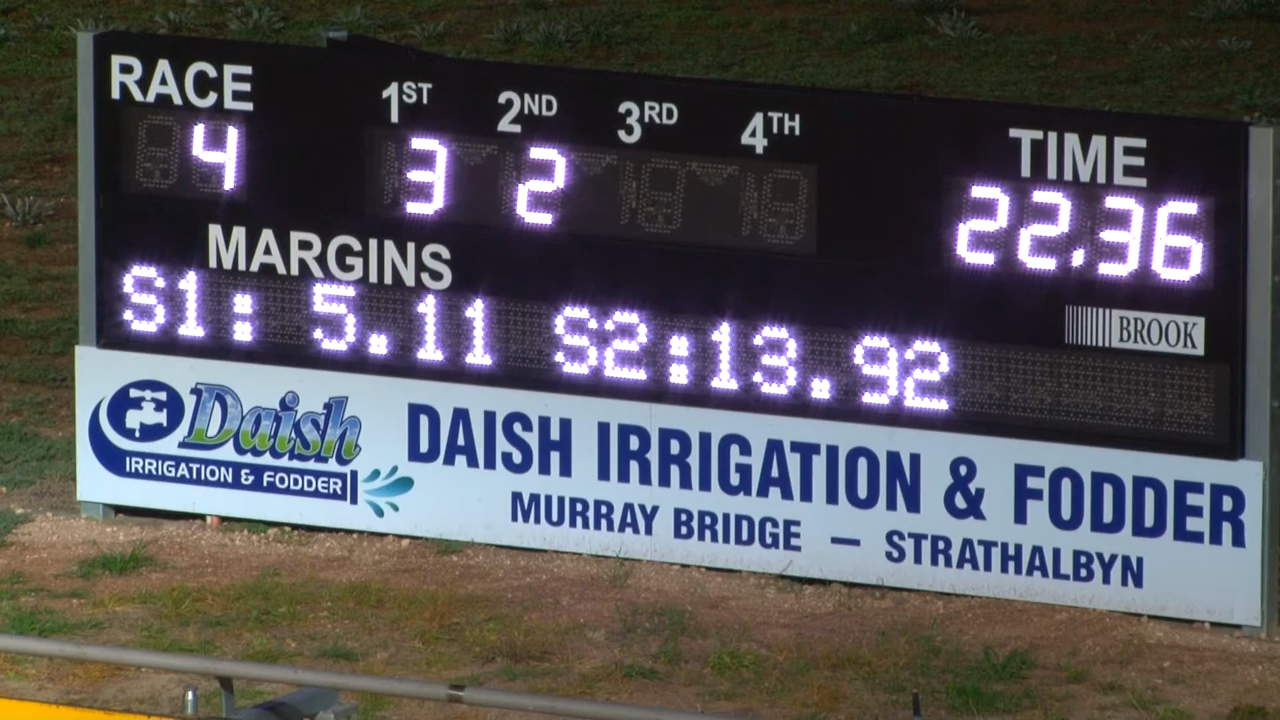 RACE 1ST 2ND 3RD 4TH TIME
4 3 2 22.36
MARGINS
S1: 5.11 S2:13.92
BROOK
Daish
IRRIGATION & FODDER
DAISH IRRIGATION & FODDER
MURRAY BRIDGE – STRATHALBYN